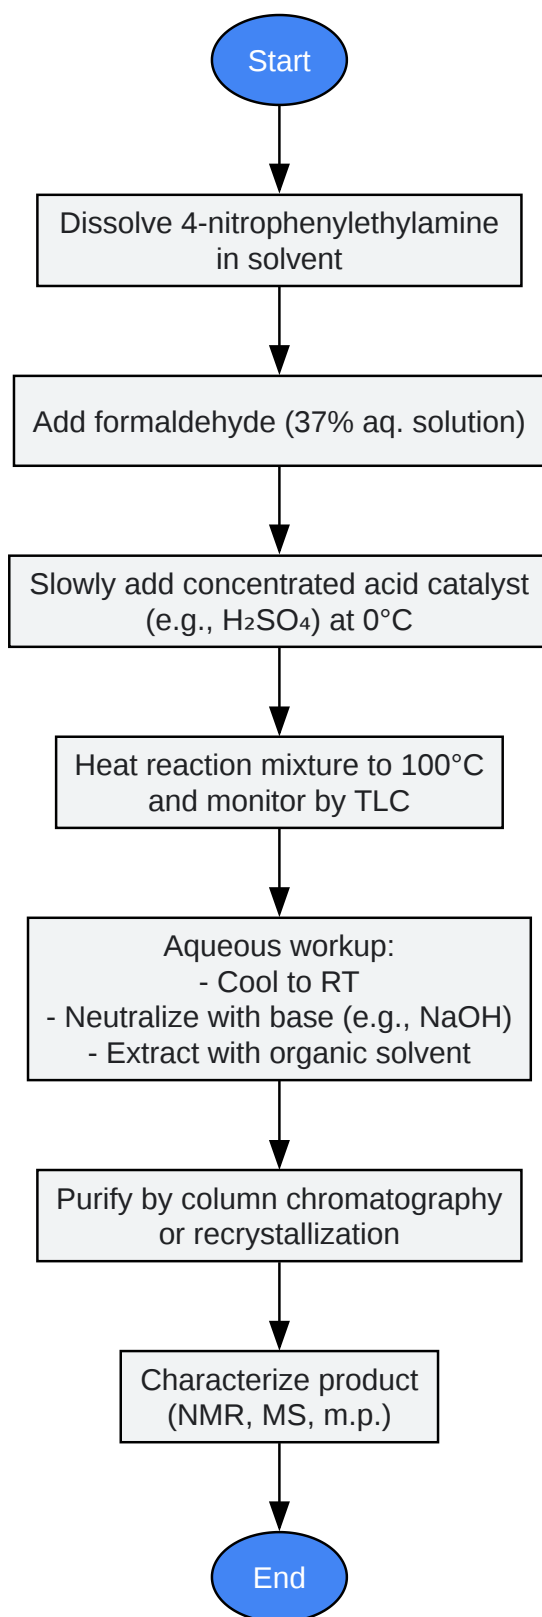 Start
Dissolve 4-nitrophenylethylamine
in solvent
Add formaldehyde (37% aq. solution)
Slowly add concentrated acid catalyst
(e.g., H₂SO₄) at 0°C
Heat reaction mixture to 100°C
and monitor by TLC
Aqueous workup:
- Cool to RT
- Neutralize with base (e.g., NaOH)
- Extract with organic solvent
Purify by column chromatography
or recrystallization
Characterize product
(NMR, MS, m.p.)
End